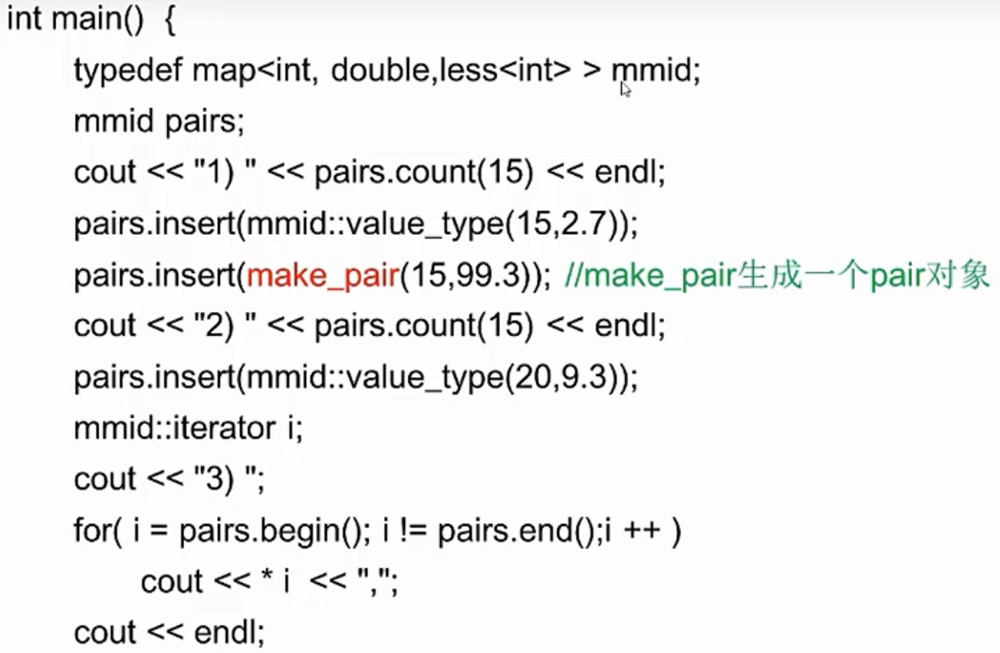 int main()  {
typedef map<int, double,less<int> > mmid;
mmid pairs;
cout << "1) " << pairs.count(15) << endl;
pairs.insert(mmid::value_type(15,2.7));
pairs.insert(make_pair(15,99.3)); //make_pair生成一个pair对象
cout << "2) " << pairs.count(15) << endl;
pairs.insert(mmid::value_type(20,9.3));
mmid::iterator i;
cout << "3) ";
for( i = pairs.begin(); i != pairs.end();i ++ )
cout << * i  << ",";
cout << endl;